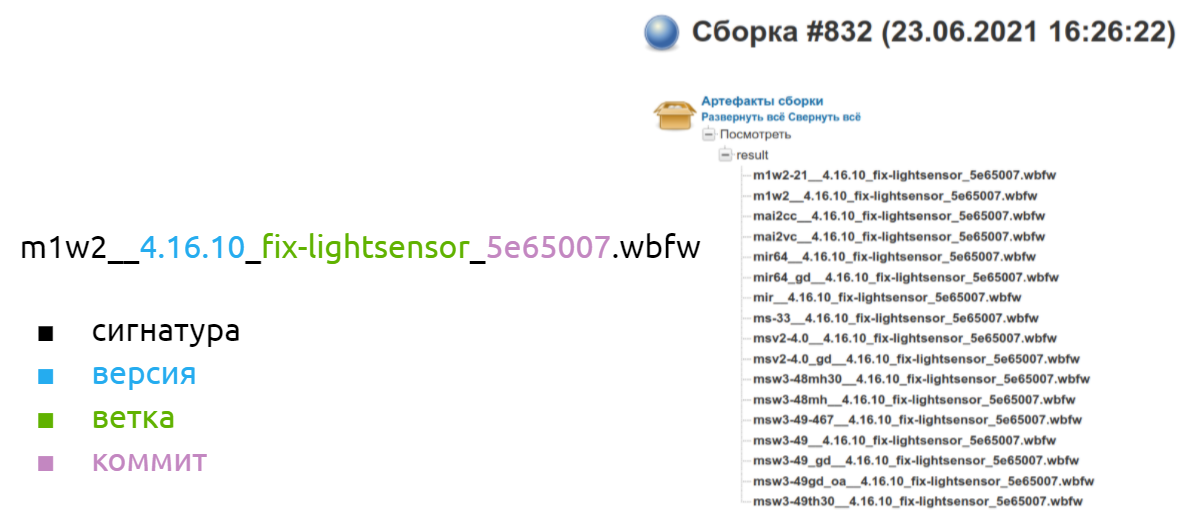 Сборка #832 (23.06.2021 16:26:22)
Артефакты сборки
Развернуть всё Свернуть всё
Посмотреть
result
m1w2-21__4.16.10_fix-lightsensor_5e65007.wbfw
m1w2__4.16.10_fix-lightsensor_5e65007.wbfw
mai2cc__4.16.10_fix-lightsensor_5e65007.wbfw
mai2vc__4.16.10_fix-lightsensor_5e65007.wbfw
mir64__4.16.10_fix-lightsensor_5e65007.wbfw
mir64_gd__4.16.10_fix-lightsensor_5e65007.wbfw
mir__4.16.10_fix-lightsensor_5e65007.wbfw
ms-33__4.16.10_fix-lightsensor_5e65007.wbfw
msv2-4.0__4.16.10_fix-lightsensor_5e65007.wbfw
msv2-4.0_gd__4.16.10_fix-lightsensor_5e65007.wbfw
msw3-48mh30__4.16.10_fix-lightsensor_5e65007.wbfw
msw3-48mh__4.16.10_fix-lightsensor_5e65007.wbfw
msw3-49-467__4.16.10_fix-lightsensor_5e65007.wbfw
msw3-49__4.16.10_fix-lightsensor_5e65007.wbfw
msw3-49_gd__4.16.10_fix-lightsensor_5e65007.wbfw
msw3-49gd_oa__4.16.10_fix-lightsensor_5e65007.wbfw
msw3-49th30__4.16.10_fix-lightsensor_5e65007.wbfw
m1w2__4.16.10_fix-lightsensor_5e65007.wbfw
сигнатура
версия
ветка
коммит